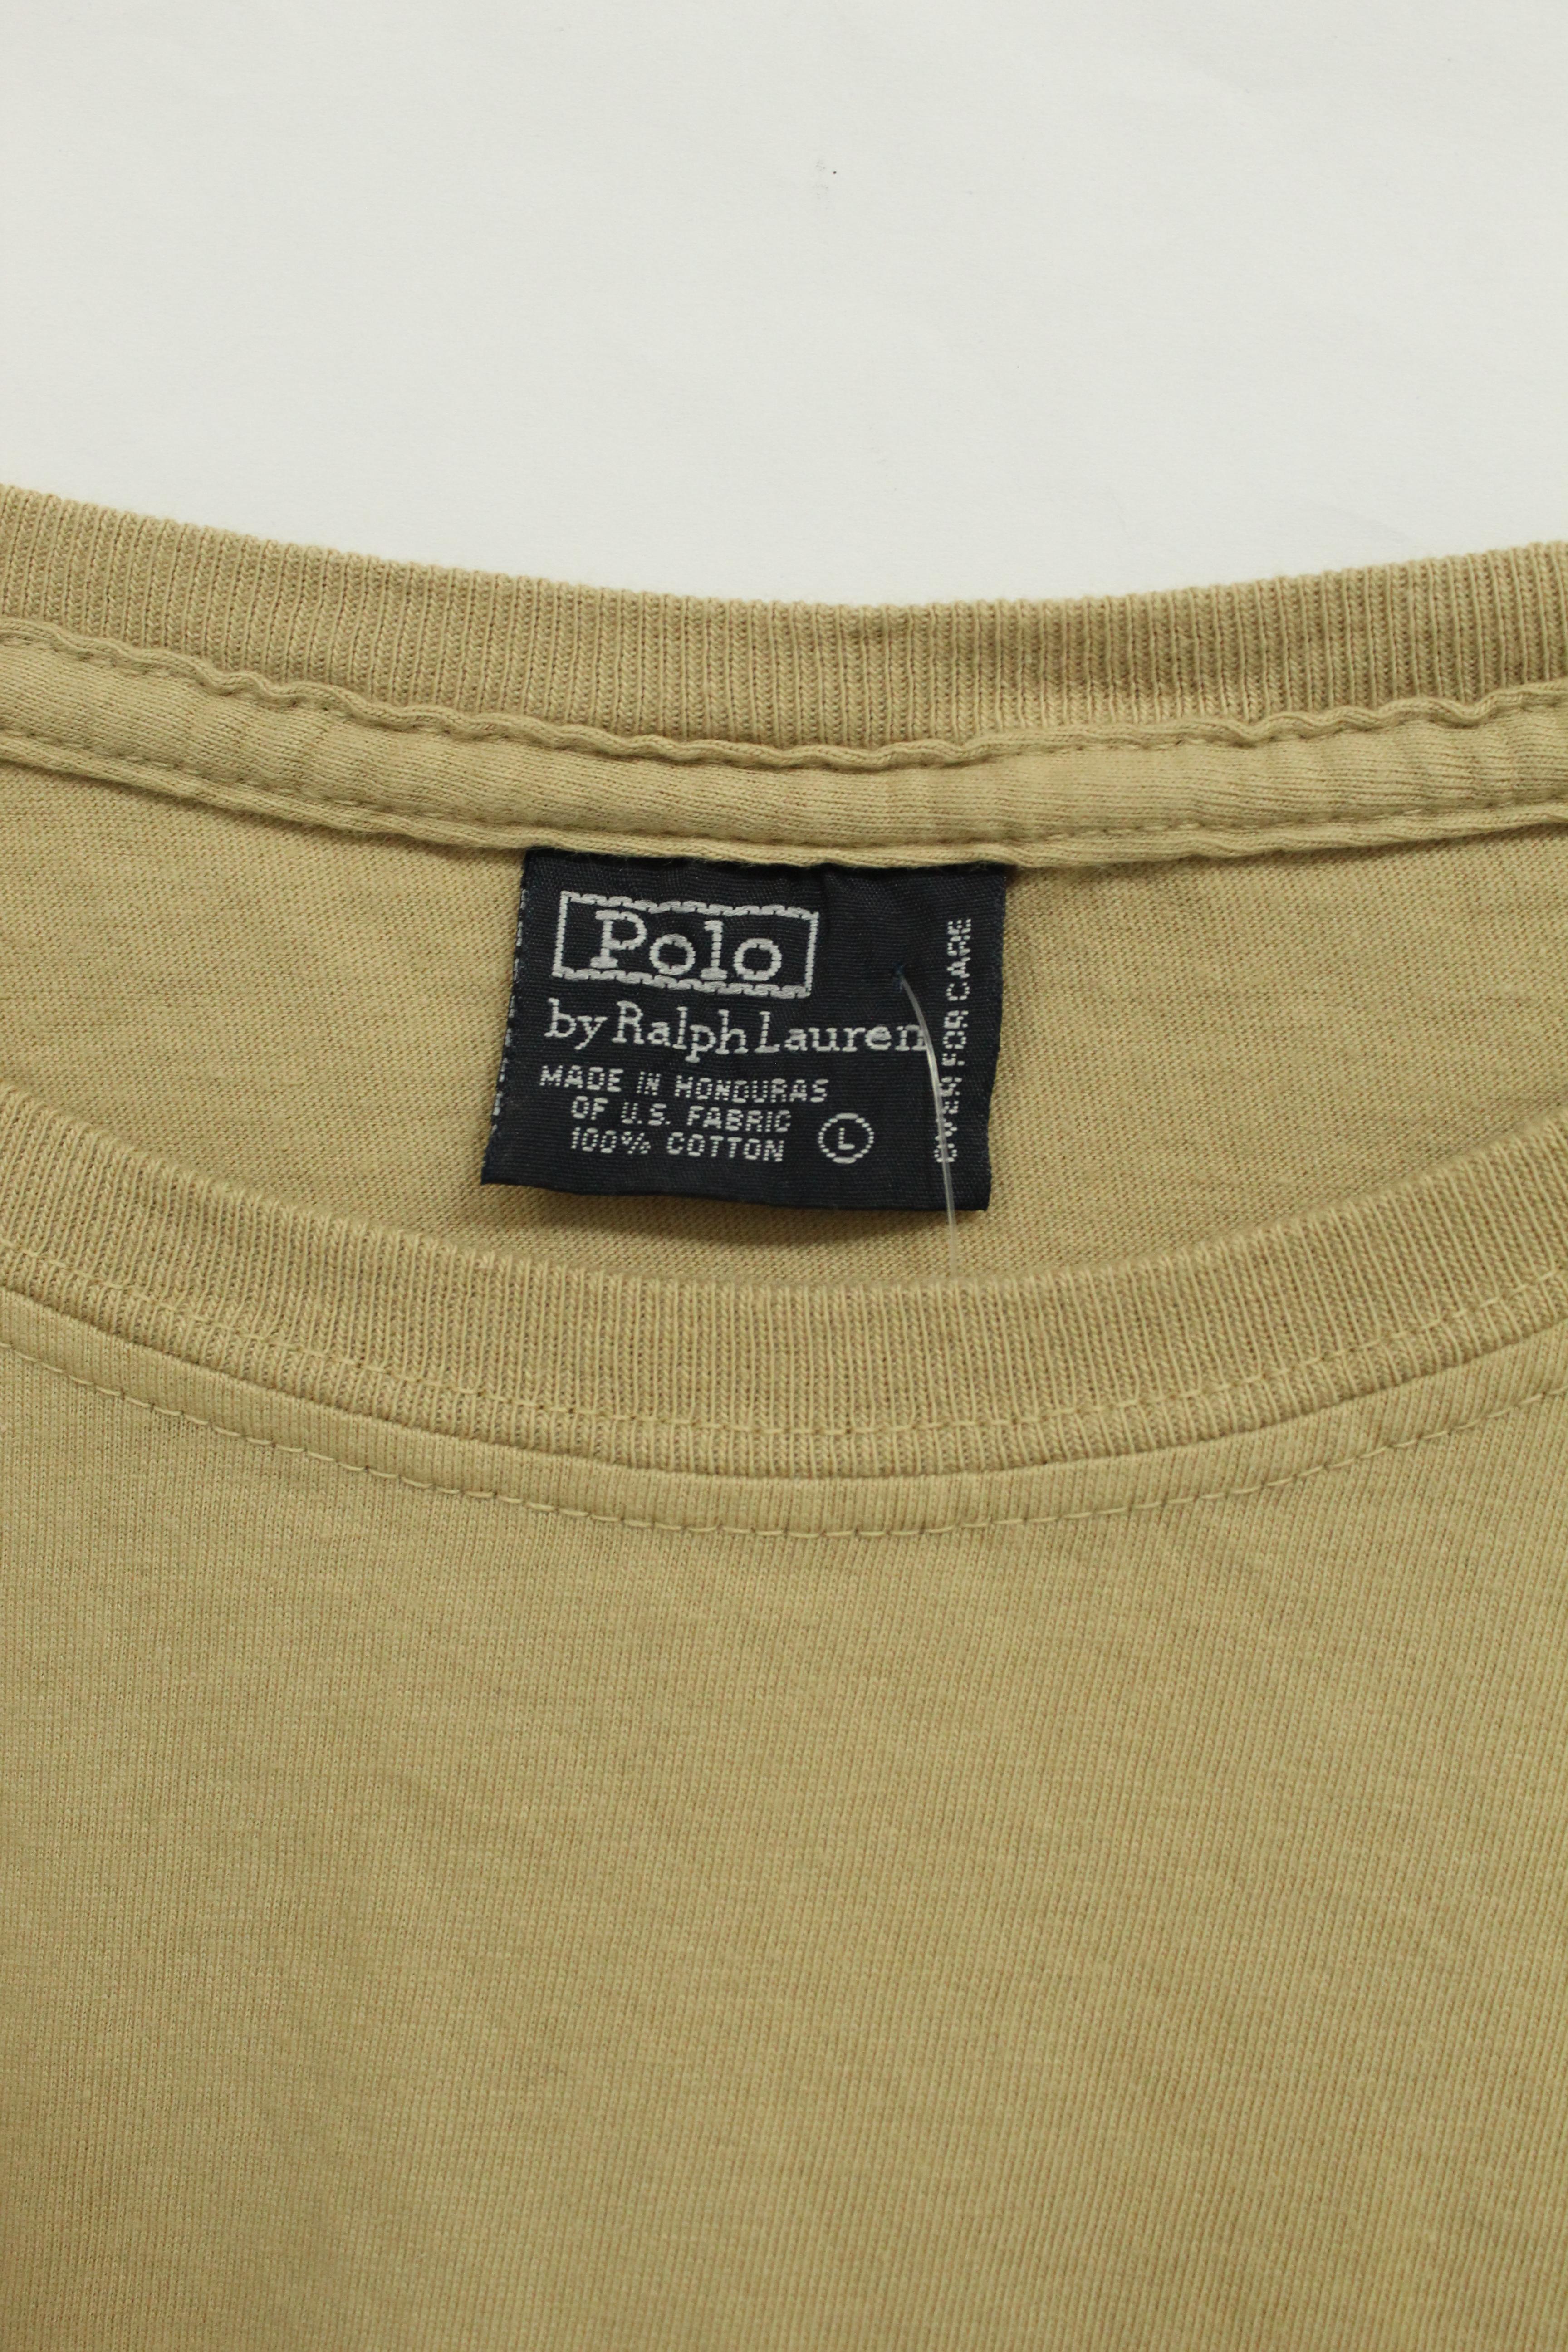 Polo
by Ralph Lauren
MADE IN HONDURAS
OF U.S. FABRIC
100% COTTON
L
OVER FOR CARE